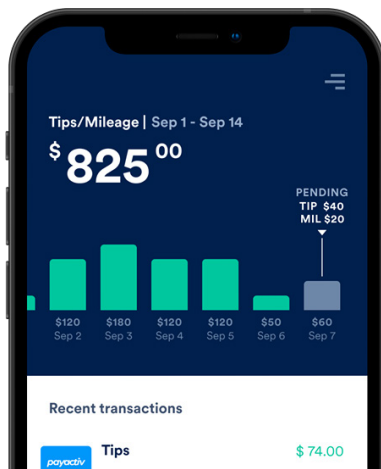 Tips/Mileage | Sep 1 - Sep 14
$825.00
PENDING
TIP $40
MIL $20
$120 $180 $120 $120 $50 $60
Sep 2 Sep 3 Sep 4 Sep 5 Sep 6 Sep 7
Recent transactions
payactiv Tips $74.00